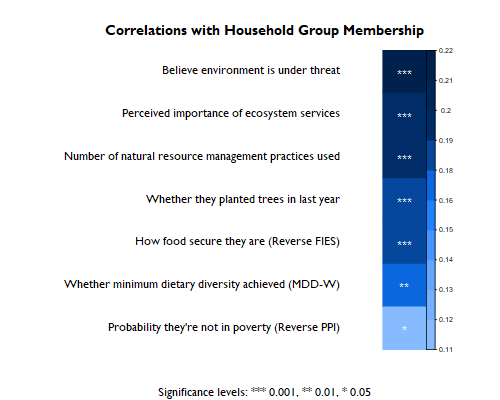 Correlations with Household Group Membership
0.22
Believe environment is under threat ***
0.21
0.2
Perceived importance of ecosystem services ***
0.19
Number of natural resource management practices used ***
0.18
0.17
Whether they planted trees in last year ***
0.16
0.15
How food secure they are (Reverse FIES) ***
0.14
Whether minimum dietary diversity achieved (MDD-W) **
0.13
0.12
Probability they're not in poverty (Reverse PPI) *
0.11
Significance levels: *** 0.001, ** 0.01, * 0.05